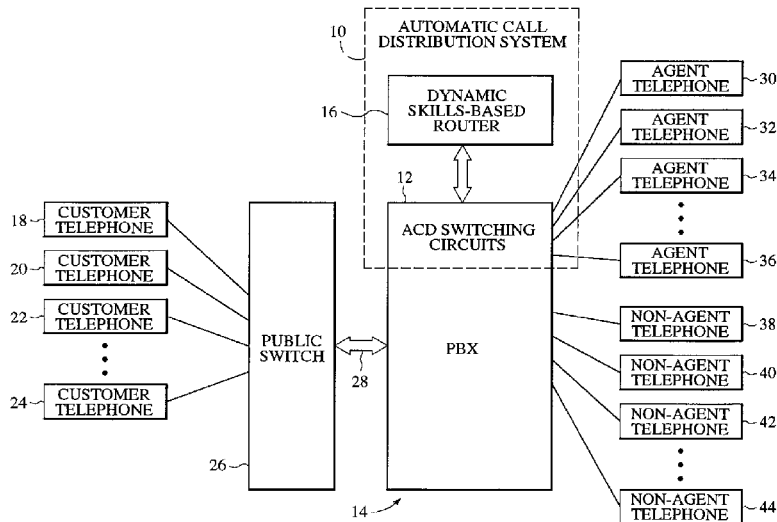 10
AUTOMATIC CALL
DISTRIBUTION SYSTEM
16
DYNAMIC
SKILLS-BASED
ROUTER
12
ACD SWITCHING
CIRCUITS
18
CUSTOMER
TELEPHONE
20
CUSTOMER
TELEPHONE
22
CUSTOMER
TELEPHONE
24
CUSTOMER
TELEPHONE
PUBLIC
SWITCH
26
28
PBX
14
AGENT
TELEPHONE
30
AGENT
TELEPHONE
32
AGENT
TELEPHONE
34
AGENT
TELEPHONE
36
NON-AGENT
TELEPHONE
38
NON-AGENT
TELEPHONE
40
NON-AGENT
TELEPHONE
42
NON-AGENT
TELEPHONE
44